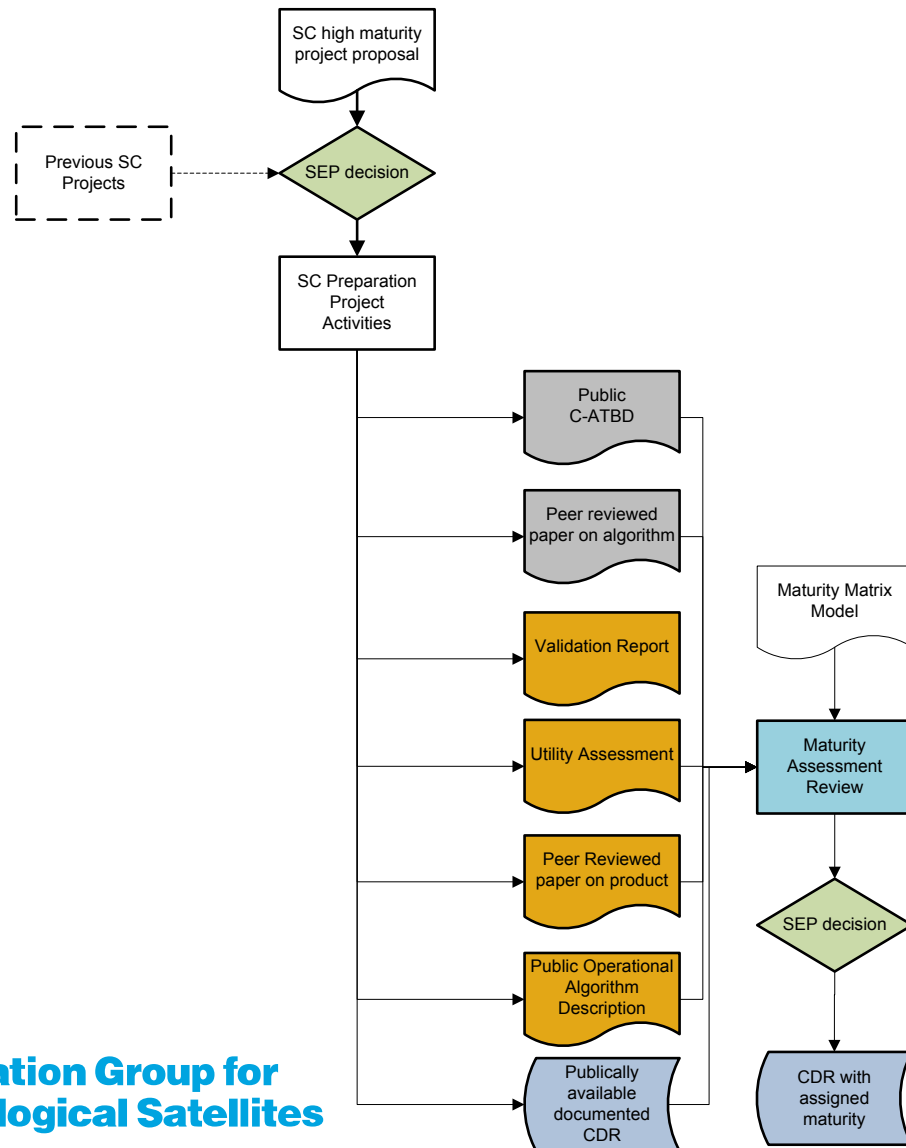 SC high maturity
project proposal
Previous SC
Projects
SEP decision
SC Preparation
Project
Activities
Public
C-ATBD
Peer reviewed
paper on algorithm
Validation Report
Utility Assessment
Peer Reviewed
paper on product
Public Operational
Algorithm
Description
Publically
available
documented
CDR
Maturity Matrix
Model
Maturity
Assessment
Review
SEP decision
CDR with
assigned
maturity
ation Group for
logical Satellites